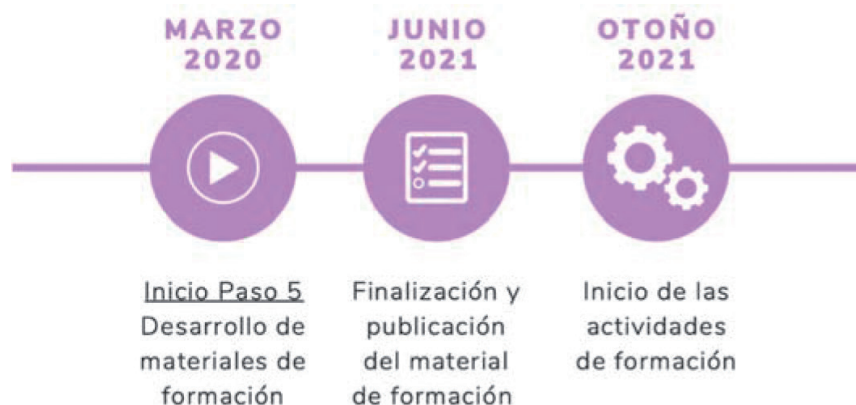 MARZO
2020
JUNIO
2021
OTOÑO
2021
Inicio Paso 5
Desarrollo de
materiales de
formación
Finalización y
publicación
del material
de formación
Inicio de las
actividades
de formación